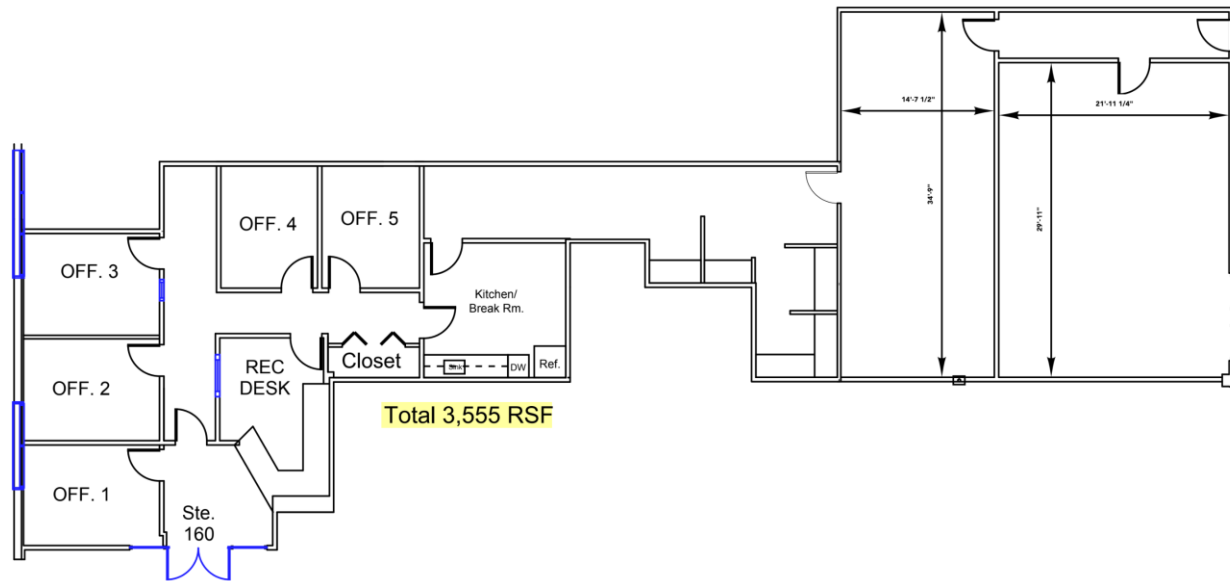 14'-7 1/2"
21'-11 1/4"
34'-9"
29'-11"
OFF. 4
OFF. 5
OFF. 3
Kitchen/
Break Rm.
REC
DESK
Closet
Sink
DW
Ref.
OFF. 2
Total 3,555 RSF
OFF. 1
Ste.
160